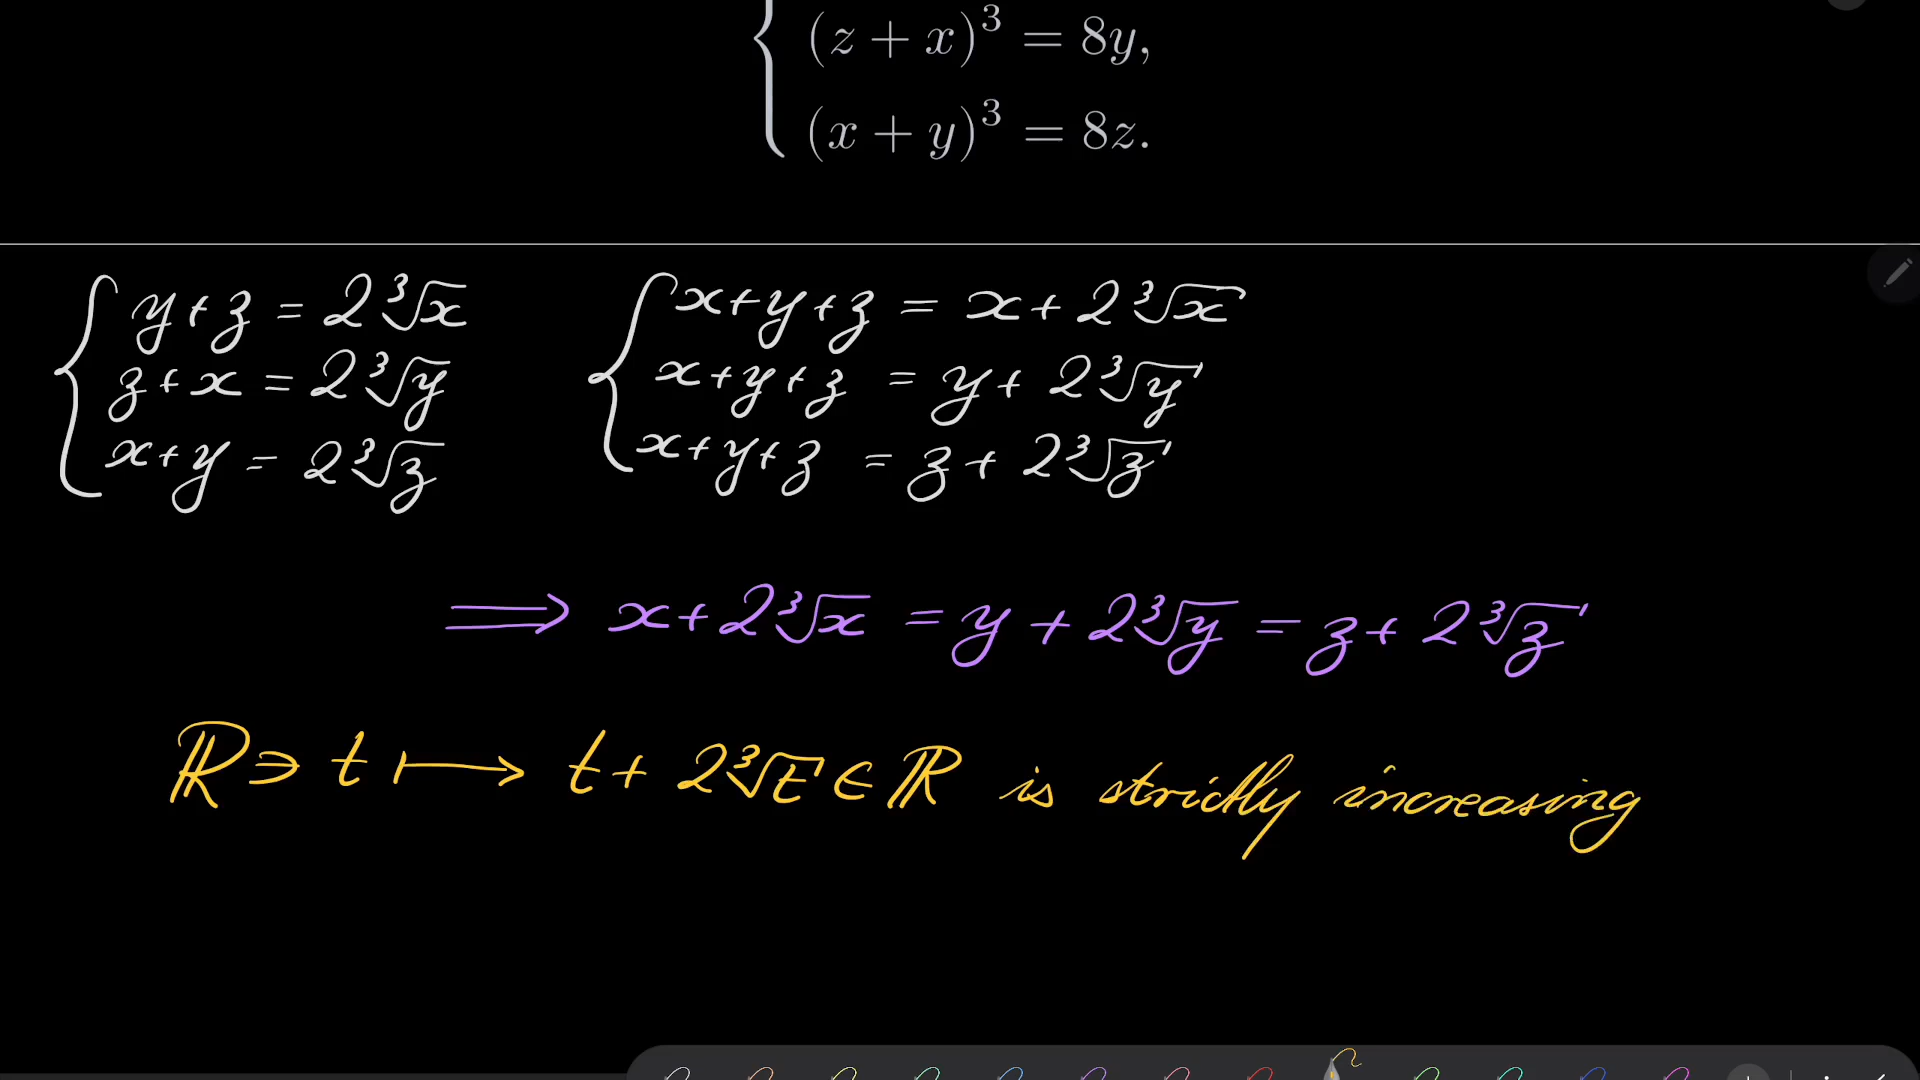 (z + x)³ = 8y,
(x + y)³ = 8z.
y + z = 2∛x
z + x = 2∛y
x + y = 2∛z
x + y + z = x + 2∛x
x + y + z = y + 2∛y
x + y + z = z + 2∛z
⟹ x + 2∛x = y + 2∛y = z + 2∛z
ℝ ∋ t ⟼ t + 2∛t ∈ ℝ is strictly increasing